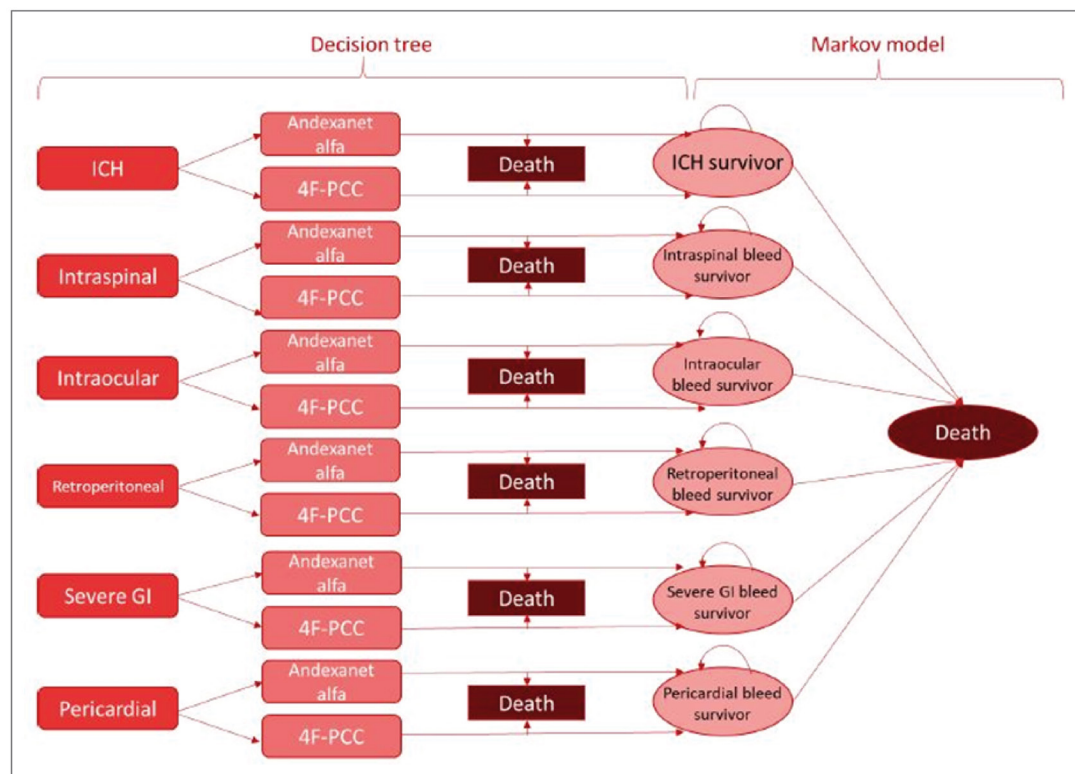 Decision tree
Markov model
ICH
Andexanet
alfa
4F-PCC
Death
ICH survivor
Intraspinal
Andexanet
alfa
4F-PCC
Death
Intraspinal bleed
survivor
Intraocular
Andexanet
alfa
4F-PCC
Death
Intraocular
bleed survivor
Retroperitoneal
Andexanet
alfa
4F-PCC
Death
Retroperitoneal
bleed survivor
Severe GI
Andexanet
alfa
4F-PCC
Death
Severe GI bleed
survivor
Pericardial
Andexanet
alfa
4F-PCC
Death
Pericardial bleed
survivor
Death